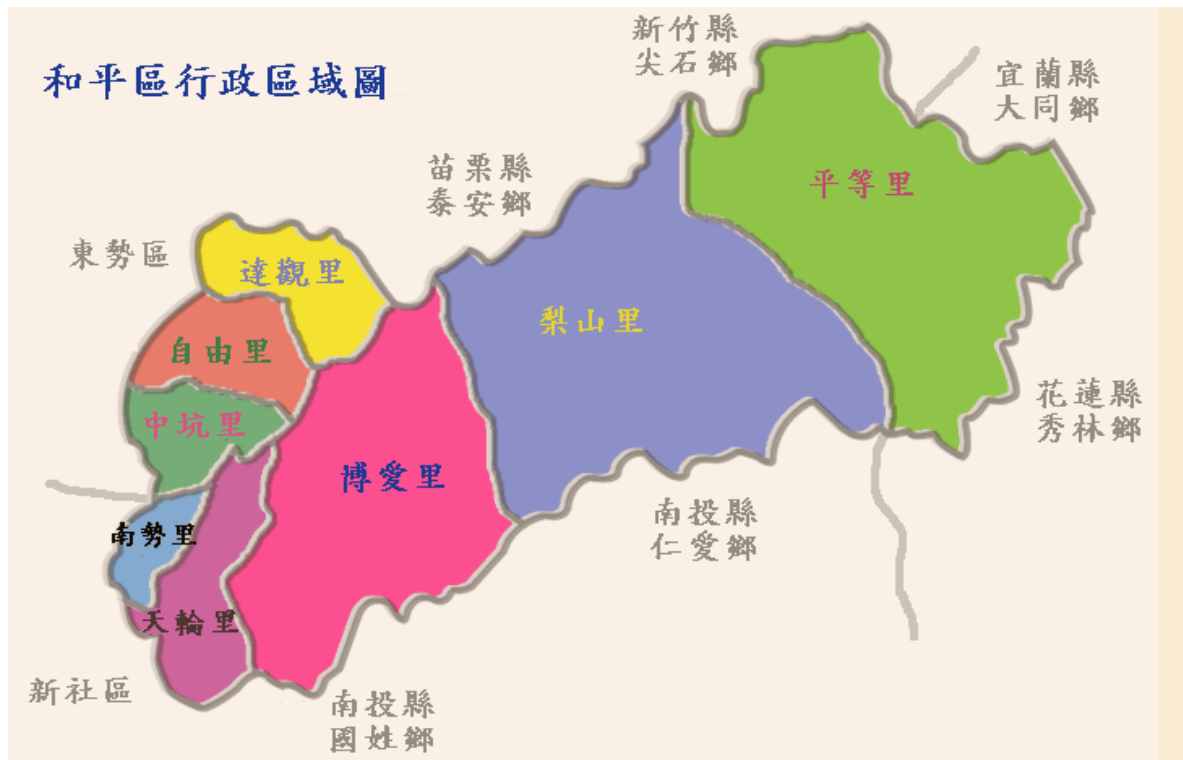 和平區行政區域圖
新竹縣
尖石鄉
宜蘭縣
大同鄉
苗栗縣
泰安鄉
平等里
東勢區
達觀里
梨山里
自由里
中坑里
花蓮縣
秀林鄉
博愛里
南投縣
仁愛鄉
南勢里
天輪里
新社區
南投縣
國姓鄉